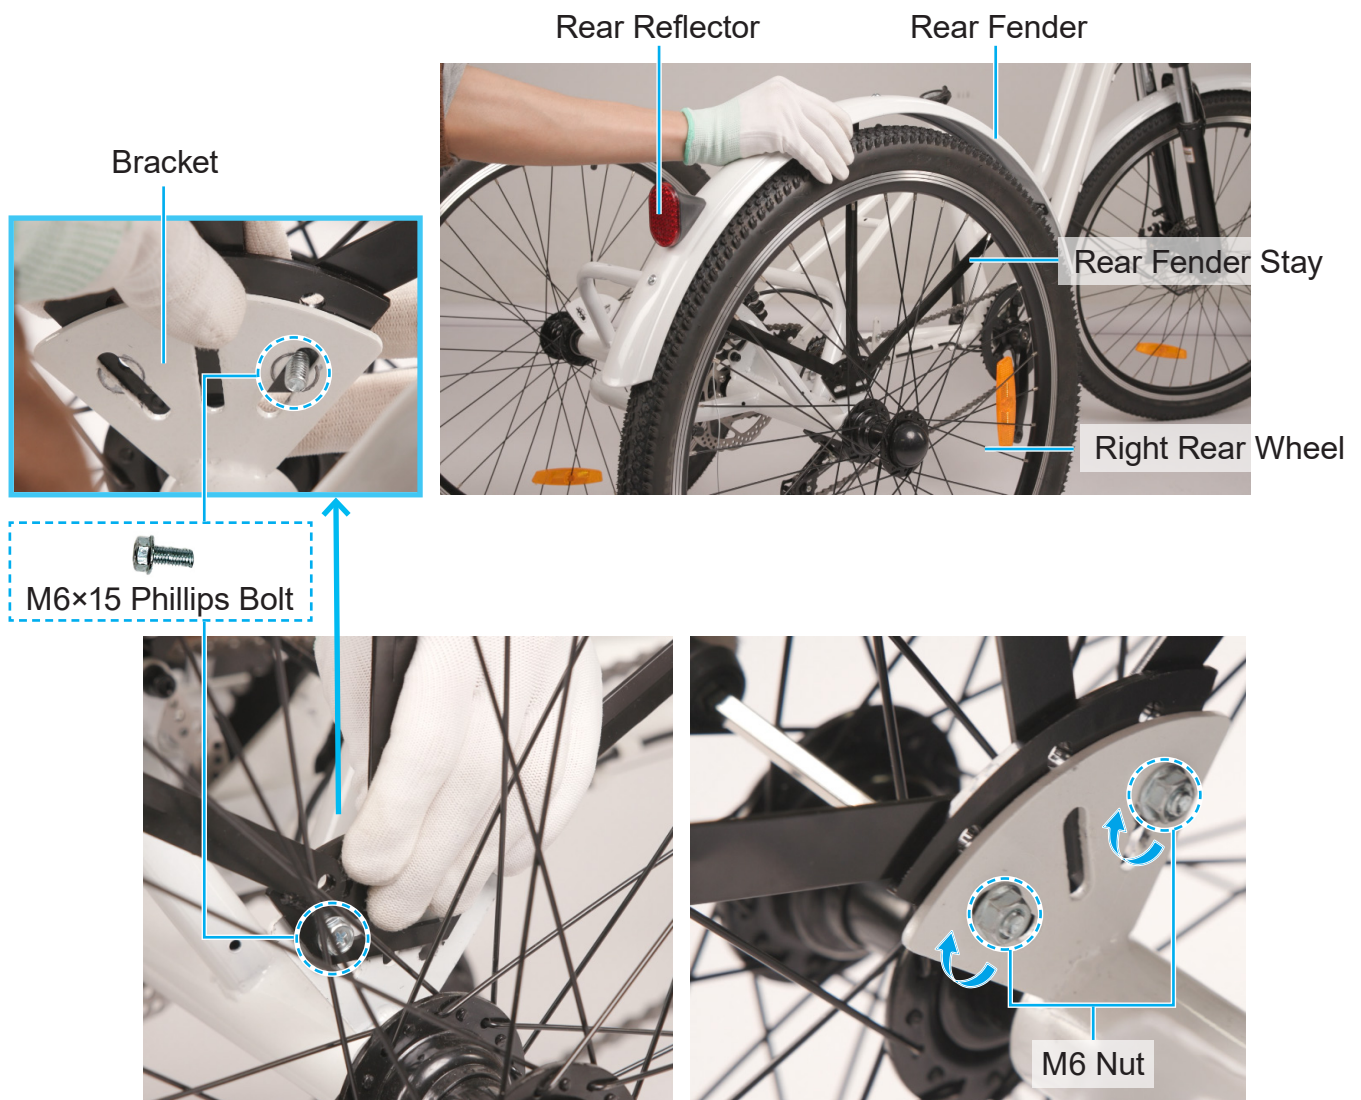 Rear Reflector
Rear Fender
Bracket
Rear Fender Stay
Right Rear Wheel
M6×15 Phillips Bolt
M6 Nut